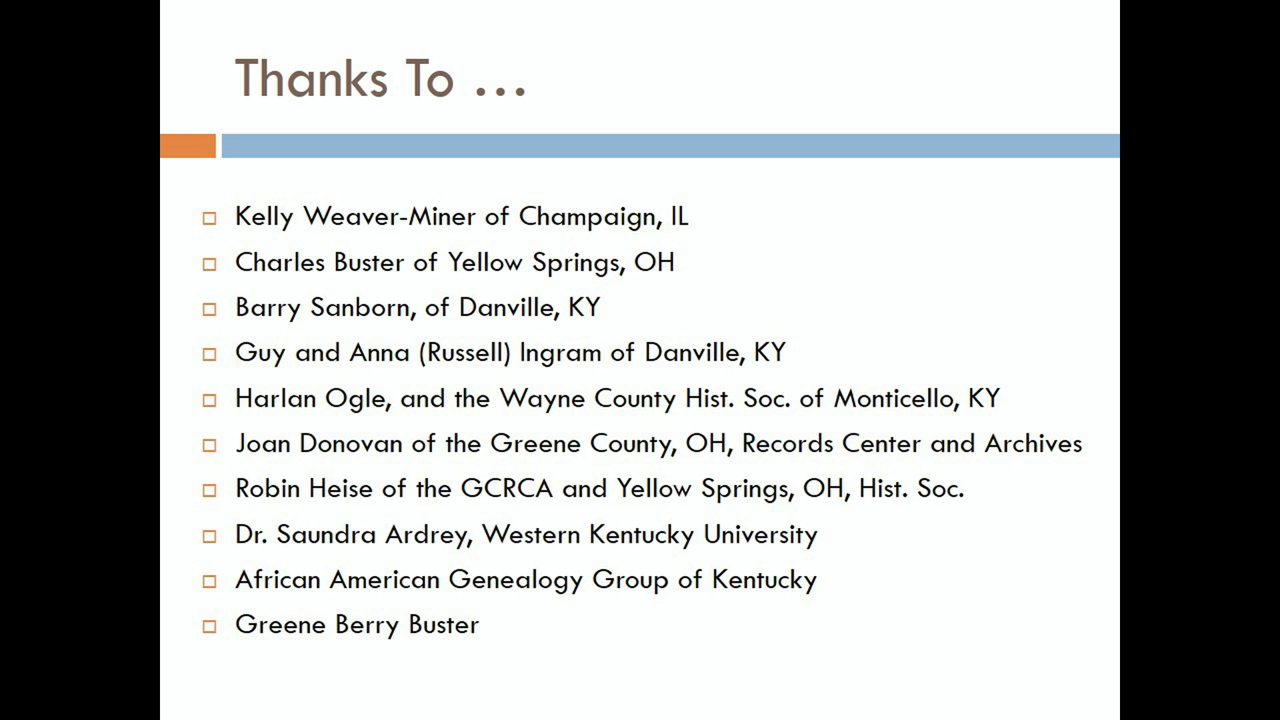 Thanks To ...
Kelly Weaver-Miner of Champaign, IL
Charles Buster of Yellow Springs, OH
Barry Sanborn, of Danville, KY
Guy and Anna (Russell) Ingram of Danville, KY
Harlan Ogle, and the Wayne County Hist. Soc. of Monticello, KY
Joan Donovan of the Greene County, OH, Records Center and Archives
Robin Heise of the GCRCA and Yellow Springs, OH, Hist. Soc.
Dr. Saundra Ardrey, Western Kentucky University
African American Genealogy Group of Kentucky
Greene Berry Buster